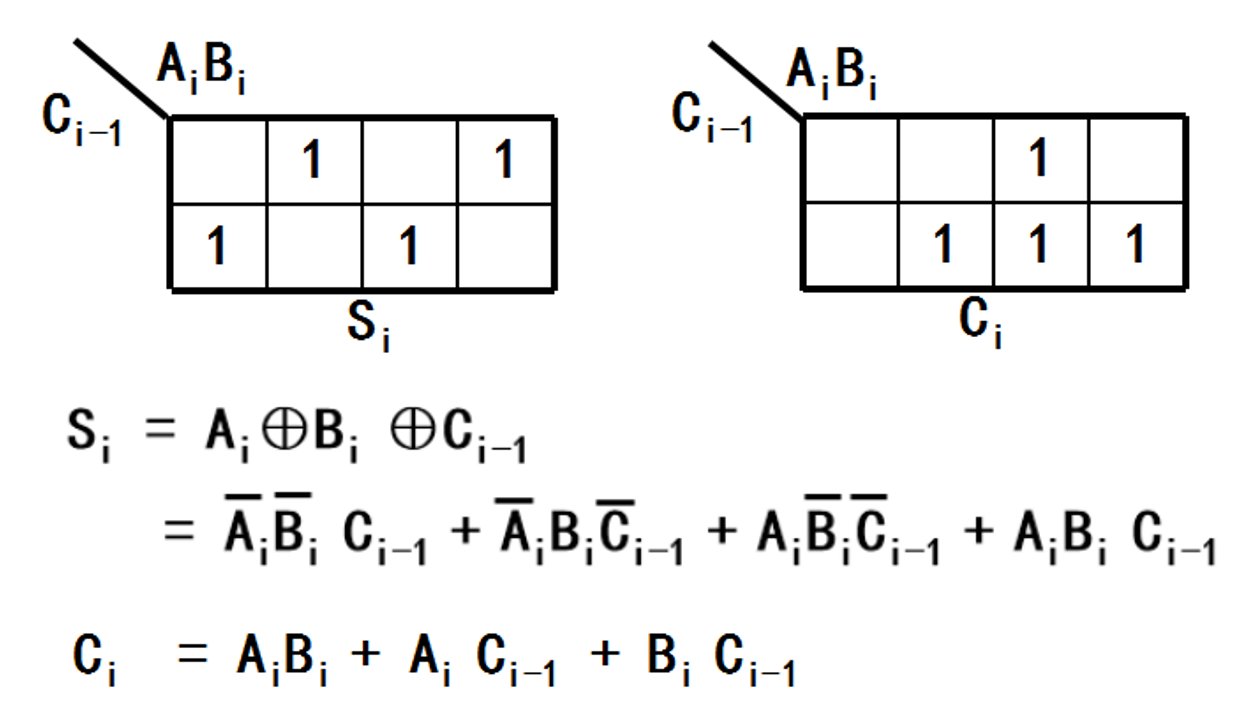 AᵢBᵢ AᵢBᵢ
Cᵢ₋₁ Cᵢ₋₁
1 1 1
1 1 1 1 1
Sᵢ Cᵢ
Sᵢ = Aᵢ⊕Bᵢ ⊕Cᵢ₋₁
= A̅ᵢB̅ᵢ Cᵢ₋₁ + A̅ᵢBᵢC̅ᵢ₋₁ + AᵢB̅ᵢC̅ᵢ₋₁ + AᵢBᵢ Cᵢ₋₁
Cᵢ = AᵢBᵢ + Aᵢ Cᵢ₋₁ + Bᵢ Cᵢ₋₁